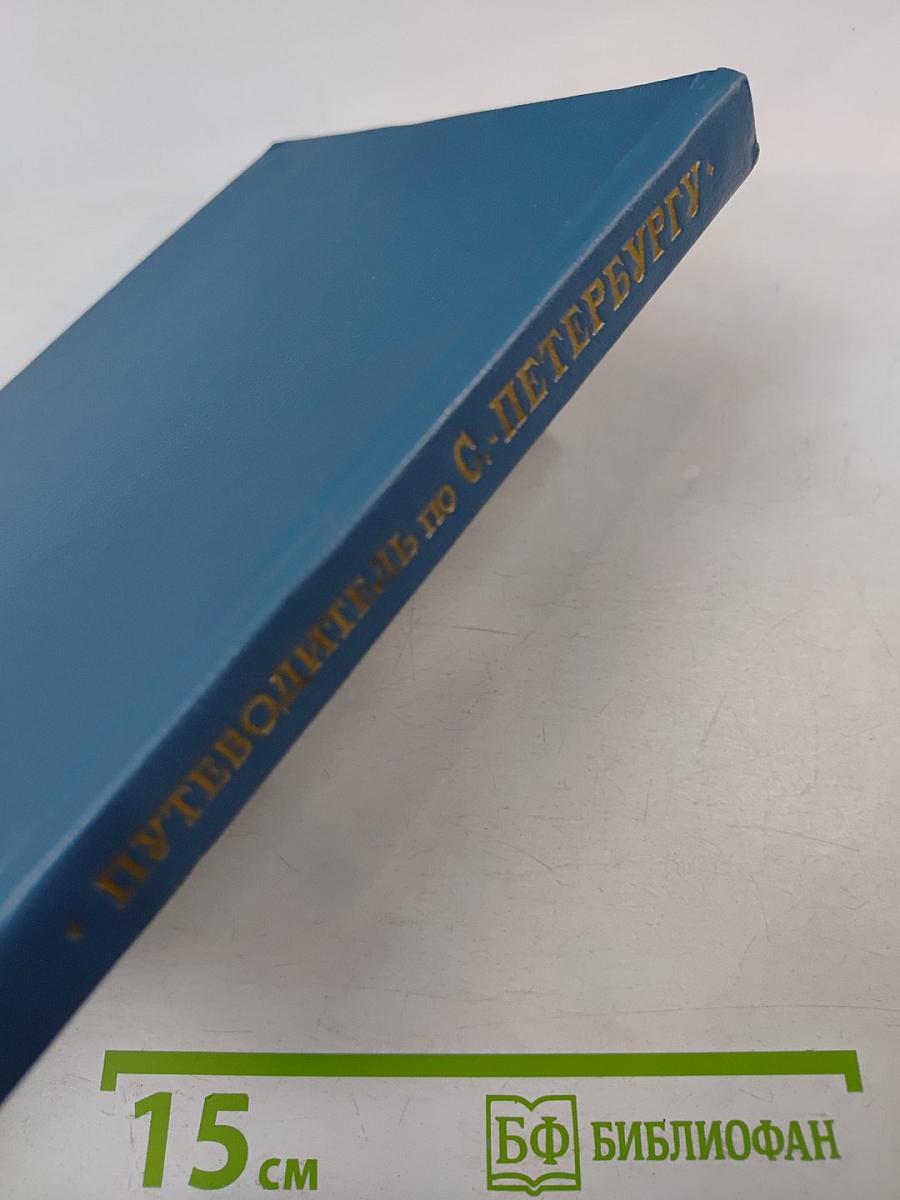 · ПУТЕВОДИТЕЛЬ по С.-ПЕТЕРБУРГУ ·
15 см
БФ БИБЛИОФАН